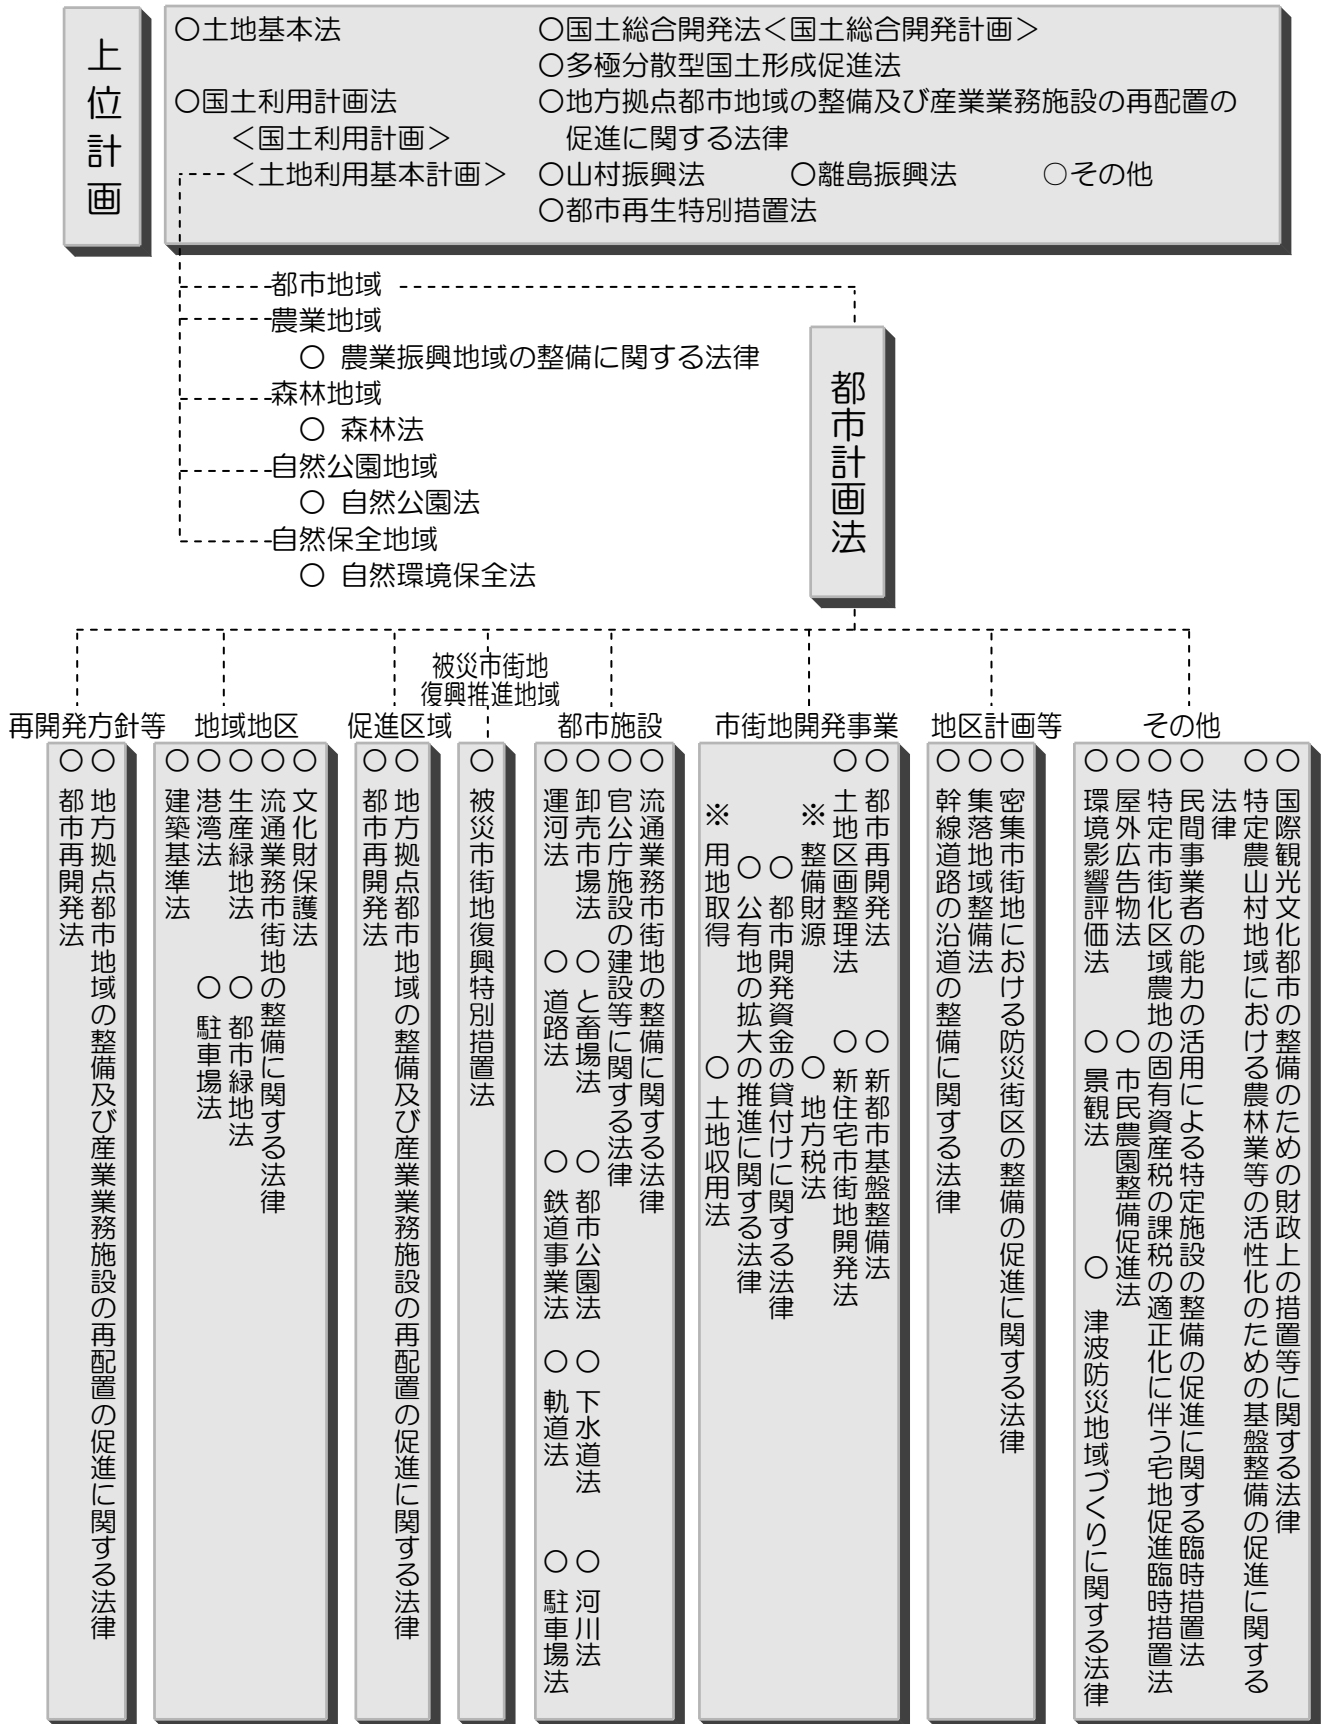 上位計画
○土地基本法
○国土総合開発法＜国土総合開発計画＞
○多極分散型国土形成促進法
○国土利用計画法
○地方拠点都市地域の整備及び産業業務施設の再配置の
＜国土利用計画＞
促進に関する法律
＜土地利用基本計画＞
○山村振興法
○離島振興法
○その他
○都市再生特別措置法
都市地域
農業地域
○ 農業振興地域の整備に関する法律
森林地域
○ 森林法
自然公園地域
○ 自然公園法
自然保全地域
○ 自然環境保全法
都市計画法
再開発方針等
○地方拠点都市地域の整備及び産業業務施設の再配置の促進に関する法律
○都市再開発法
地域地区
○文化財保護法
○流通業務市街地の整備に関する法律
○生産緑地法 ○都市緑地法
○港湾法 ○駐車場法
○建築基準法
促進区域
○地方拠点都市地域の整備及び産業業務施設の再配置の促進に関する法律
○都市再開発法
被災市街地
復興推進地域
○被災市街地復興特別措置法
都市施設
○流通業務市街地の整備に関する法律
○官公庁施設の建設等に関する法律
○卸売市場法 ○と畜場法 ○都市公園法 ○下水道法 ○河川法
○運河法 ○道路法 ○鉄道事業法 ○軌道法 ○駐車場法
市街地開発事業
○都市再開発法 ○新都市基盤整備法
○土地区画整理法 ○新住宅市街地開発法
※整備財源 ○地方税法
○都市開発資金の貸付けに関する法律
○公有地の拡大の推進に関する法律
※用地取得 ○土地収用法
地区計画等
○密集市街地における防災街区の整備の促進に関する法律
○集落地域整備法
○幹線道路の沿道の整備に関する法律
その他
○国際観光文化都市の整備のための財政上の措置等に関する法律
○特定農山村地域における農林業等の活性化のための基盤整備の促進に関する
法律
○民間事業者の能力の活用による特定施設の整備の促進に関する臨時措置法
○特定市街化区域農地の固有資産税の課税の適正化に伴う宅地促進臨時措置法
○屋外広告物法 ○市民農園整備促進法
○環境影響評価法 ○景観法 ○津波防災地域づくりに関する法律